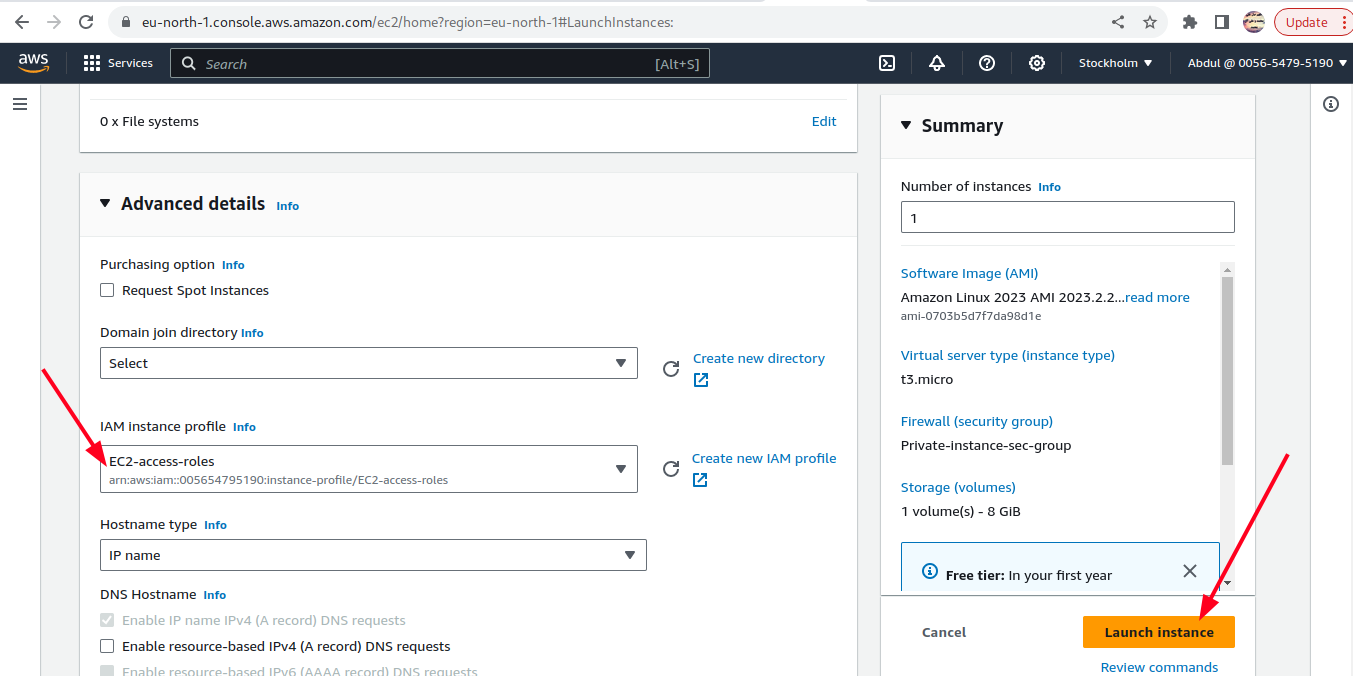 eu-north-1.console.aws.amazon.com/ec2/home?region=eu-north-1#LaunchInstances:
Update
aws
Services
Search
[Alt+S]
Stockholm
Abdul @ 0056-5479-5190
0 x File systems
Edit
Advanced details Info
Purchasing option Info
Request Spot Instances
Domain join directory Info
Select
Create new directory
IAM instance profile Info
EC2-access-roles
arn:aws:iam::005654795190:instance-profile/EC2-access-roles
Create new IAM profile
Hostname type Info
IP name
DNS Hostname Info
Enable IP name IPv4 (A record) DNS requests
Enable resource-based IPv4 (A record) DNS requests
Enable resource-based IPv6 (AAAA record) DNS requests
Summary
Number of instances Info
1
Software Image (AMI)
Amazon Linux 2023 AMI 2023.2.2...read more
ami-0703b5d7f7da98d1e
Virtual server type (instance type)
t3.micro
Firewall (security group)
Private-instance-sec-group
Storage (volumes)
1 volume(s) - 8 GiB
Free tier: In your first year
Cancel
Launch instance
Review commands